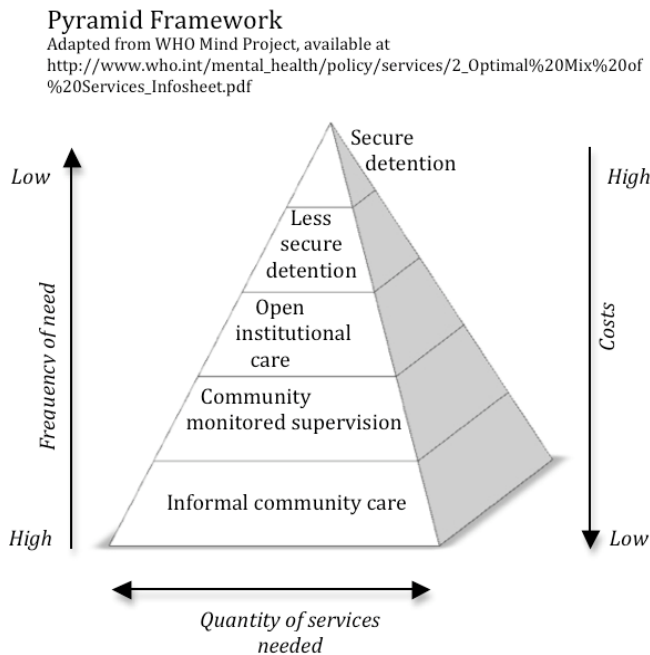 Pyramid Framework
Adapted from WHO Mind Project, available at
http://www.who.int/mental_health/policy/services/2_Optimal%20Mix%20of
%20Services_Infosheet.pdf
Secure
detention
Low
High
Less
secure
detention
Open
institutional
care
Frequency of need
Costs
Community
monitored supervision
Informal community care
High
Low
Quantity of services
needed